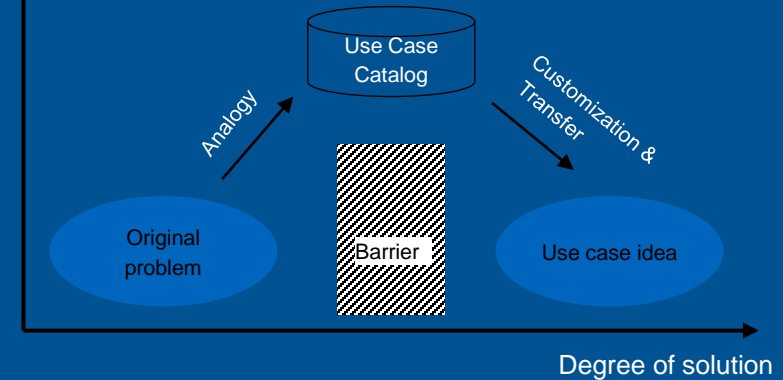 Use Case
Catalog
Analogy
Customization &
Transfer
Original
problem
Barrier
Use case idea
Degree of solution